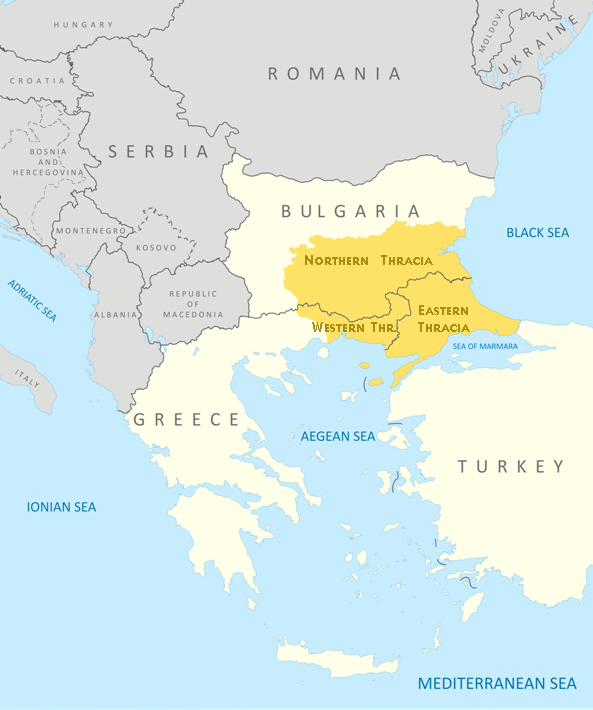 HUNGARY
MOLDOVA
UKRAINE
ROMANIA
CROATIA
BOSNIA
AND
HERCEGOVINA
SERBIA
BULGARIA
BLACK SEA
MONTENEGRO
KOSOVO
NORTHERN THRACIA
ADRIATIC SEA
REPUBLIC
OF
MACEDONIA
ALBANIA
EASTERN
THRACIA
WESTERN THR.
SEA OF MARMARA
ITALY
GREECE
AEGEAN SEA
TURKEY
IONIAN SEA
MEDITERRANEAN SEA